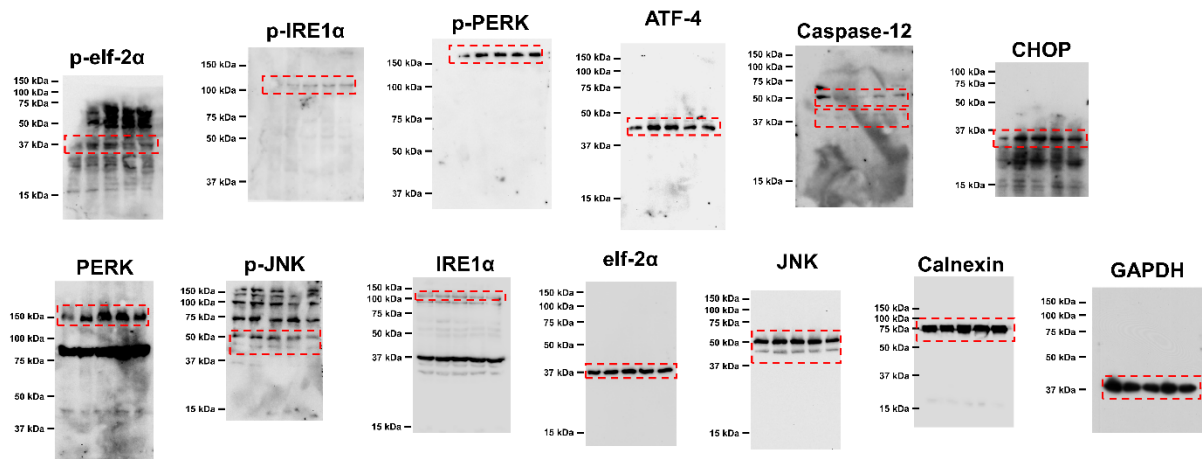 p-eIf-2α
150 kDa
100 kDa
75 kDa
50 kDa
37 kDa
15 kDa
p-IRE1α
150 kDa
100 kDa
75 kDa
50 kDa
37 kDa
p-PERK
150 kDa
100 kDa
75 kDa
50 kDa
37 kDa
ATF-4
150 kDa
100 kDa
75 kDa
50 kDa
37 kDa
15 kDa
Caspase-12
150 kDa
100 kDa
75 kDa
50 kDa
37 kDa
15 kDa
CHOP
100 kDa
75 kDa
50 kDa
37 kDa
15 kDa
PERK
150 kDa
100 kDa
75 kDa
50 kDa
37 kDa
p-JNK
150 kDa
100 kDa
75 kDa
50 kDa
37 kDa
15 kDa
IRE1α
150 kDa
100 kDa
75 kDa
50 kDa
37 kDa
15 kDa
eIf-2α
150 kDa
100 kDa
75 kDa
50 kDa
37 kDa
15 kDa
JNK
150 kDa
100 kDa
75 kDa
50 kDa
37 kDa
15 kDa
Calnexin
150 kDa
100 kDa
75 kDa
50 kDa
37 kDa
15 kDa
GAPDH
150 kDa
100 kDa
75 kDa
50 kDa
37 kDa
15 kDa